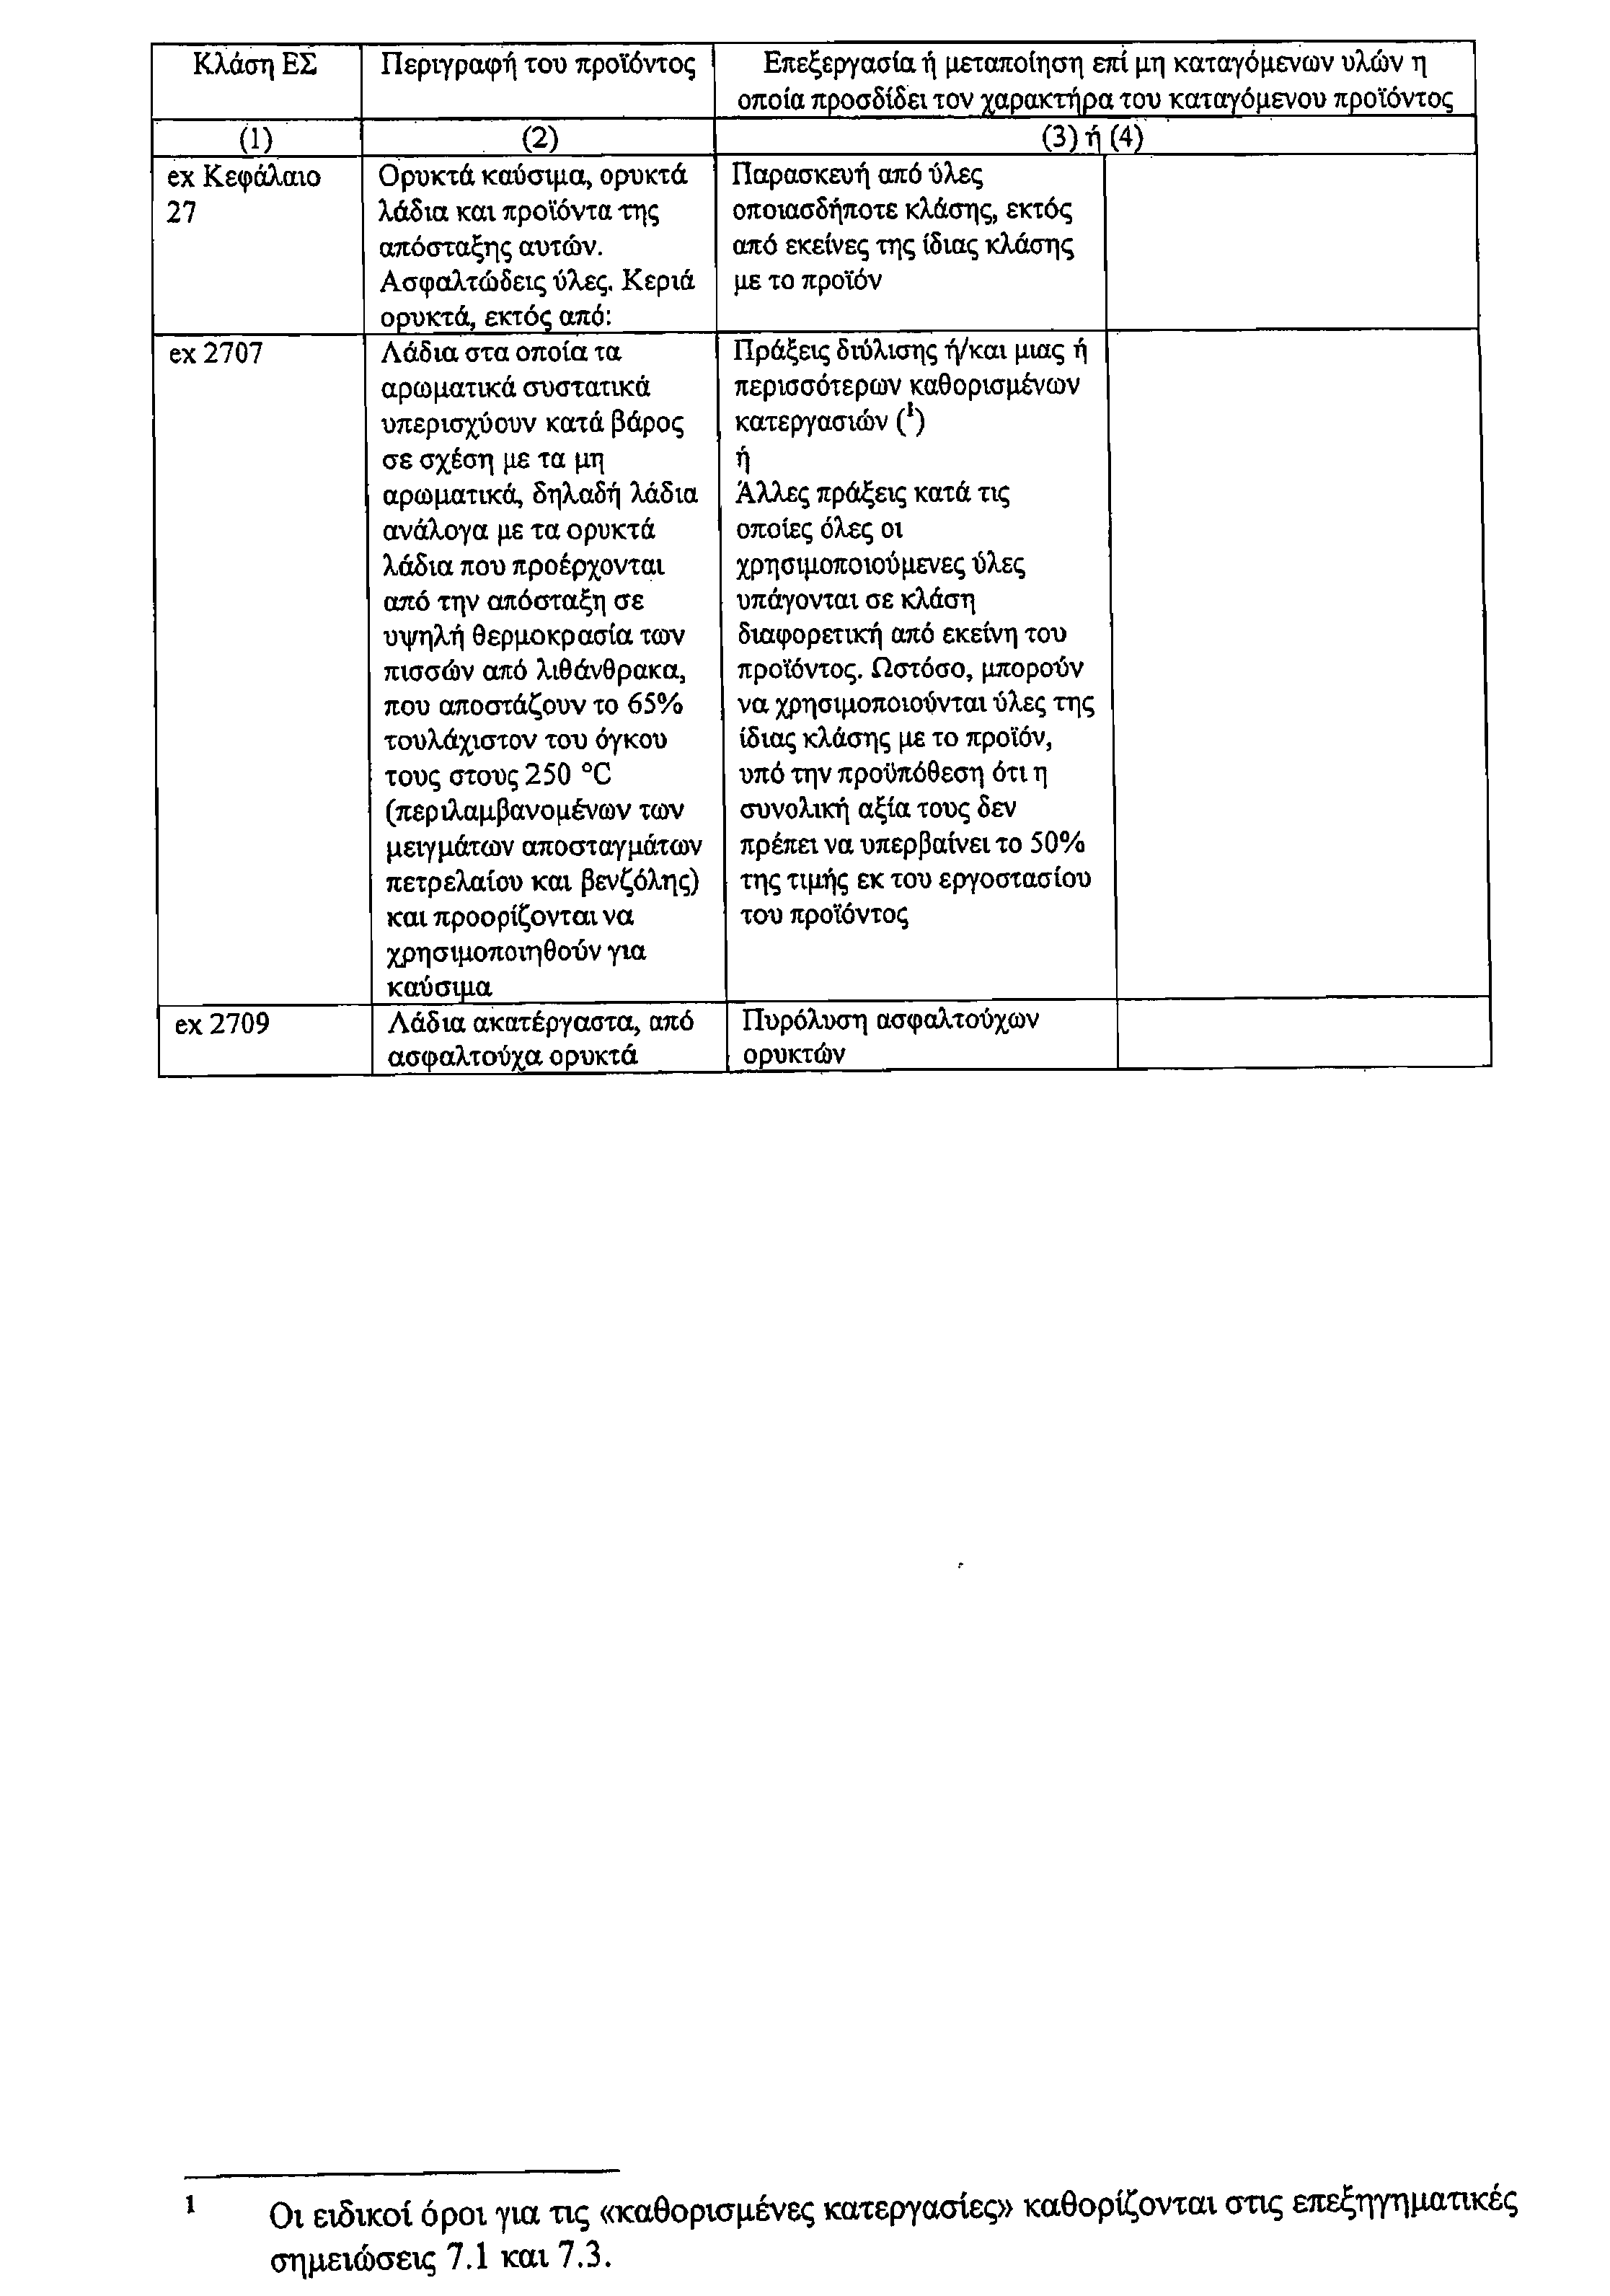 Κλάση ΕΣ
Περιγραφή του προϊόντος
Επεξεργασία ή μεταποίηση επί μη καταγόμενων υλών η
οποία προσδίδει τον χαρακτήρα του καταγόμενου προϊόντος
(1)
(2)
(3) ή (4)
ex Κεφάλαιο
27
Ορυκτά καύσιμα, ορυκτά
λάδια και προϊόντα της
απόσταξης αυτών.
Ασφαλτώδεις ύλες. Κεριά
ορυκτά, εκτός από:
Παρασκευή από ύλες
οποιασδήποτε κλάσης, εκτός
από εκείνες της ίδιας κλάσης
με το προϊόν
ex 2707
Λάδια στα οποία τα
αρωματικά συστατικά
υπερισχύουν κατά βάρος
σε σχέση με τα μη
αρωματικά, δηλαδή λάδια
ανάλογα με τα ορυκτά
λάδια που προέρχονται
από την απόσταξη σε
υψηλή θερμοκρασία των
πισσών από λιθάνθρακα,
που αποστάζουν το 65%
τουλάχιστον του όγκου
τους στους 250 °C
(περιλαμβανομένων των
μειγμάτων αποσταγμάτων
πετρελαίου και βενζόλης)
και προορίζονται να
χρησιμοποιηθούν για
καύσιμα
Πράξεις διύλισης ή/και μιας ή
περισσότερων καθορισμένων
κατεργασιών (¹)
ή
Άλλες πράξεις κατά τις
οποίες όλες οι
χρησιμοποιούμενες ύλες
υπάγονται σε κλάση
διαφορετική από εκείνη του
προϊόντος. Ωστόσο, μπορούν
να χρησιμοποιούνται ύλες της
ίδιας κλάσης με το προϊόν,
υπό την προϋπόθεση ότι η
συνολική αξία τους δεν
πρέπει να υπερβαίνει το 50%
της τιμής εκ του εργοστασίου
του προϊόντος
ex 2709
Λάδια ακατέργαστα, από
ασφαλτούχα ορυκτά
Πυρόλυση ασφαλτούχων
ορυκτών
1 Οι ειδικοί όροι για τις «καθορισμένες κατεργασίες» καθορίζονται στις επεξηγηματικές
σημειώσεις 7.1 και 7.3.